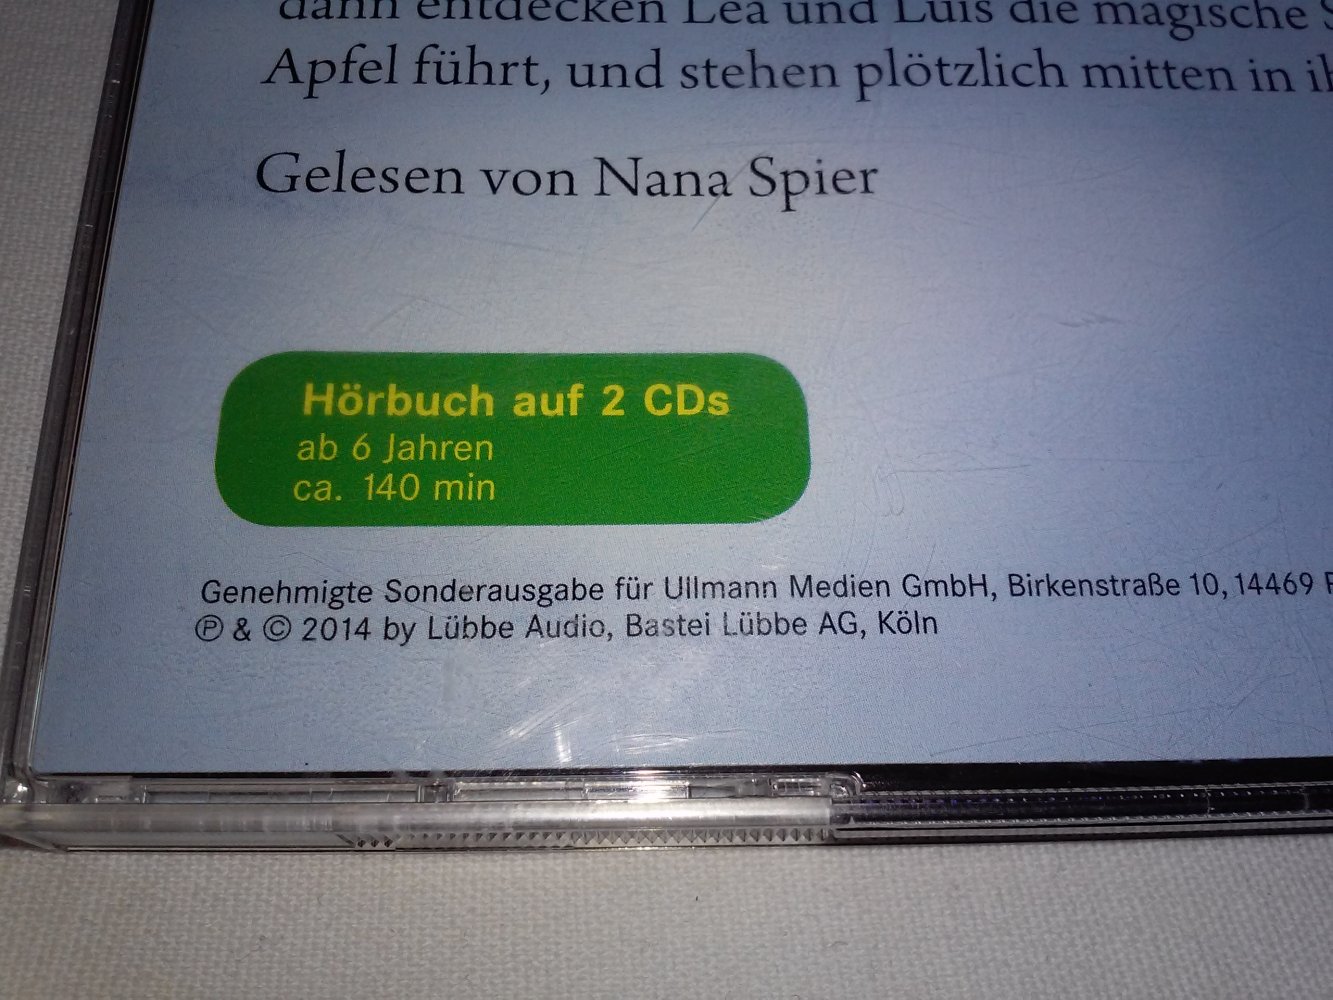 dann entdecken Lea und Luis die magische
Apfel führt, und stehen plötzlich mitten in
Gelesen von Nana Spier
Hörbuch auf 2 CDs
ab 6 Jahren
ca. 140 min
Genehmigte Sonderausgabe für Ullmann Medien GmbH, Birkenstraße 10, 14469
℗ & © 2014 by Lübbe Audio, Bastei Lübbe AG, Köln